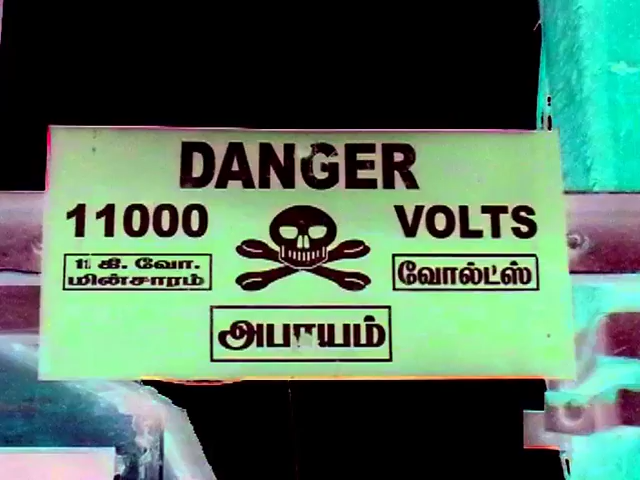 DANGER
11000 VOLTS
11 கி. வோ.
மின்சாரம்
வோல்ட்ஸ்
அபாயம்